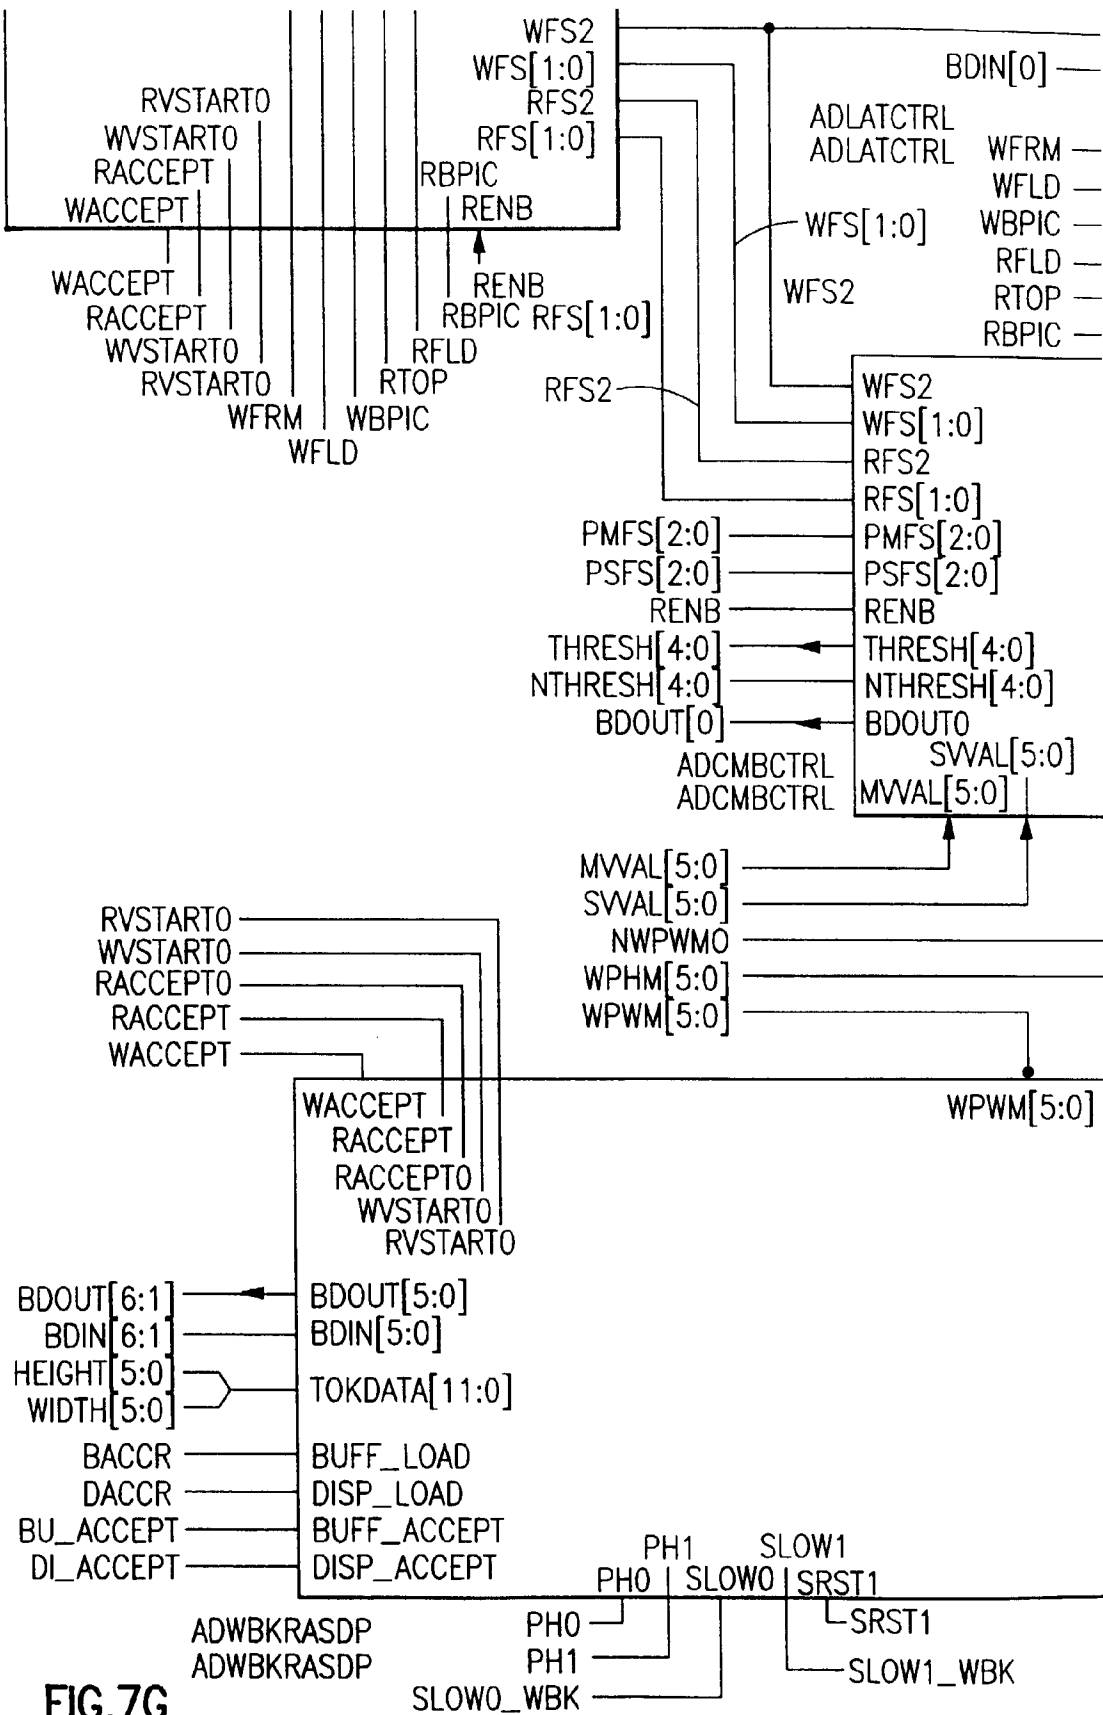 WFS2
WFS[1:0]
RFS2
RFS[1:0]
RVSTART0
WVSTART0
RACCEPT
WACCEPT
RBPIC
RENB
BDIN[0]
ADLATCTRL
ADLATCTRL
WFRM
WFLD
WBPIC
RFLD
RTOP
RBPIC
WFS[1:0]
WFS2
WACCEPT
RACCEPT
WVSTART0
RVSTART0
WFRM
WFLD
WBPIC
RTOP
RFLD
RBPIC
RENB
RFS[1:0]
RFS2
WFS2
WFS[1:0]
RFS2
RFS[1:0]
PMFS[2:0] PMFS[2:0]
PSFS[2:0] PSFS[2:0]
RENB RENB
THRESH[4:0] THRESH[4:0]
NTHRESH[4:0] NTHRESH[4:0]
BDOUT[0] BDOUT0
SVVAL[5:0]
MVVAL[5:0]
ADCMBCTRL
ADCMBCTRL
MVVAL[5:0]
SVVAL[5:0]
NWPWM0
WPHM[5:0]
WPWM[5:0]
RVSTART0
WVSTART0
RACCEPT0
RACCEPT
WACCEPT
WACCEPT
RACCEPT
RACCEPT0
WVSTART0
RVSTART0
WPWM[5:0]
BDOUT[6:1] BDOUT[5:0]
BDIN[6:1] BDIN[5:0]
HEIGHT[5:0]
WIDTH[5:0]
TOKDATA[11:0]
BACCR BUFF_LOAD
DACCR DISP_LOAD
BU_ACCEPT BUFF_ACCEPT
DI_ACCEPT DISP_ACCEPT
PH1 SLOW1
PH0 SLOW0 SRST1
ADWBKRASDP
ADWBKRASDP
PH0
PH1
SLOW0_WBK
SRST1
SLOW1_WBK
FIG.7G